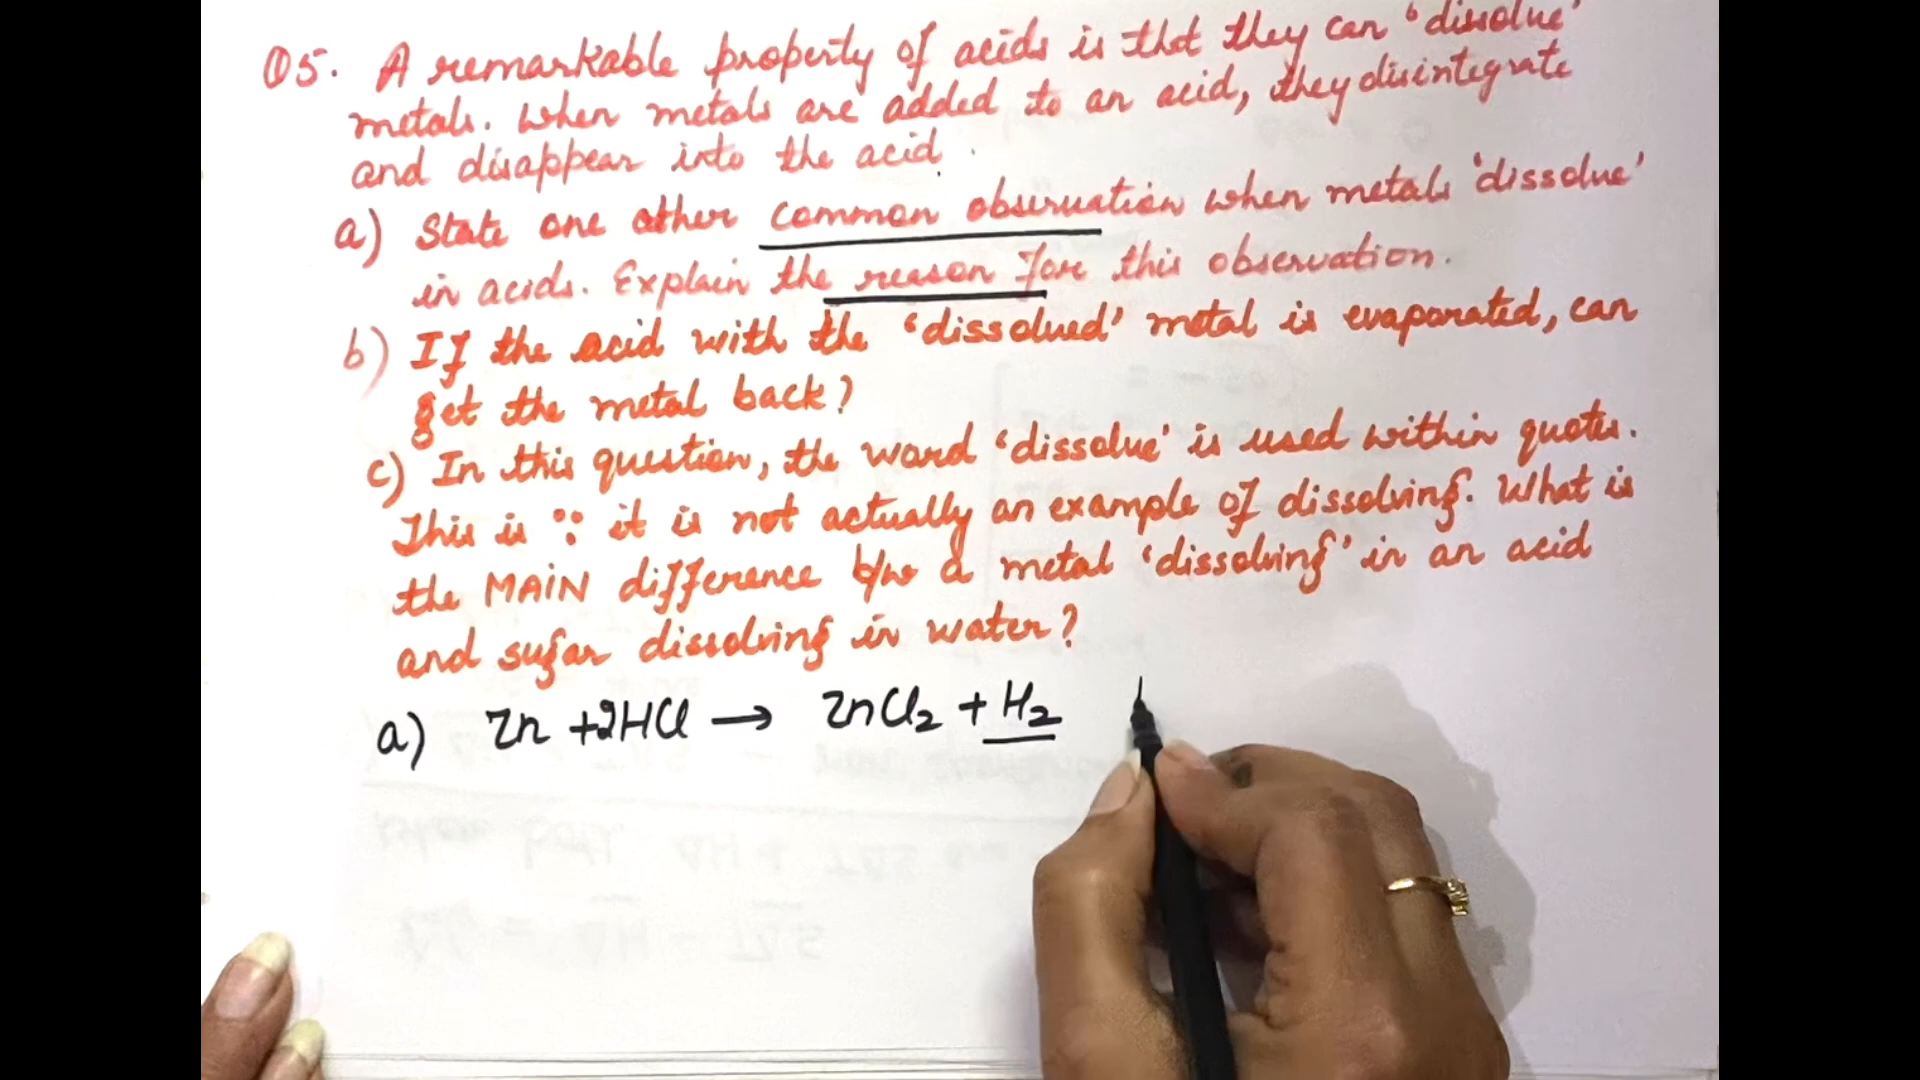 Q5. A remarkable property of acids is that they can 'dissolve'
metals. When metals are added to an acid, they disintegrate
and disappear into the acid.
a) State one other common observation when metals 'dissolve'
in acids. Explain the reason for this observation.
b) If the acid with the 'dissolved' metal is evaporated, can
get the metal back?
c) In this question, the word 'dissolve' is used within quotes.
This is ∵ it is not actually an example of dissolving. What is
the MAIN difference b/w a metal 'dissolving' in an acid
and sugar dissolving in water?
a) Zn + 2HCl → ZnCl₂ + H₂